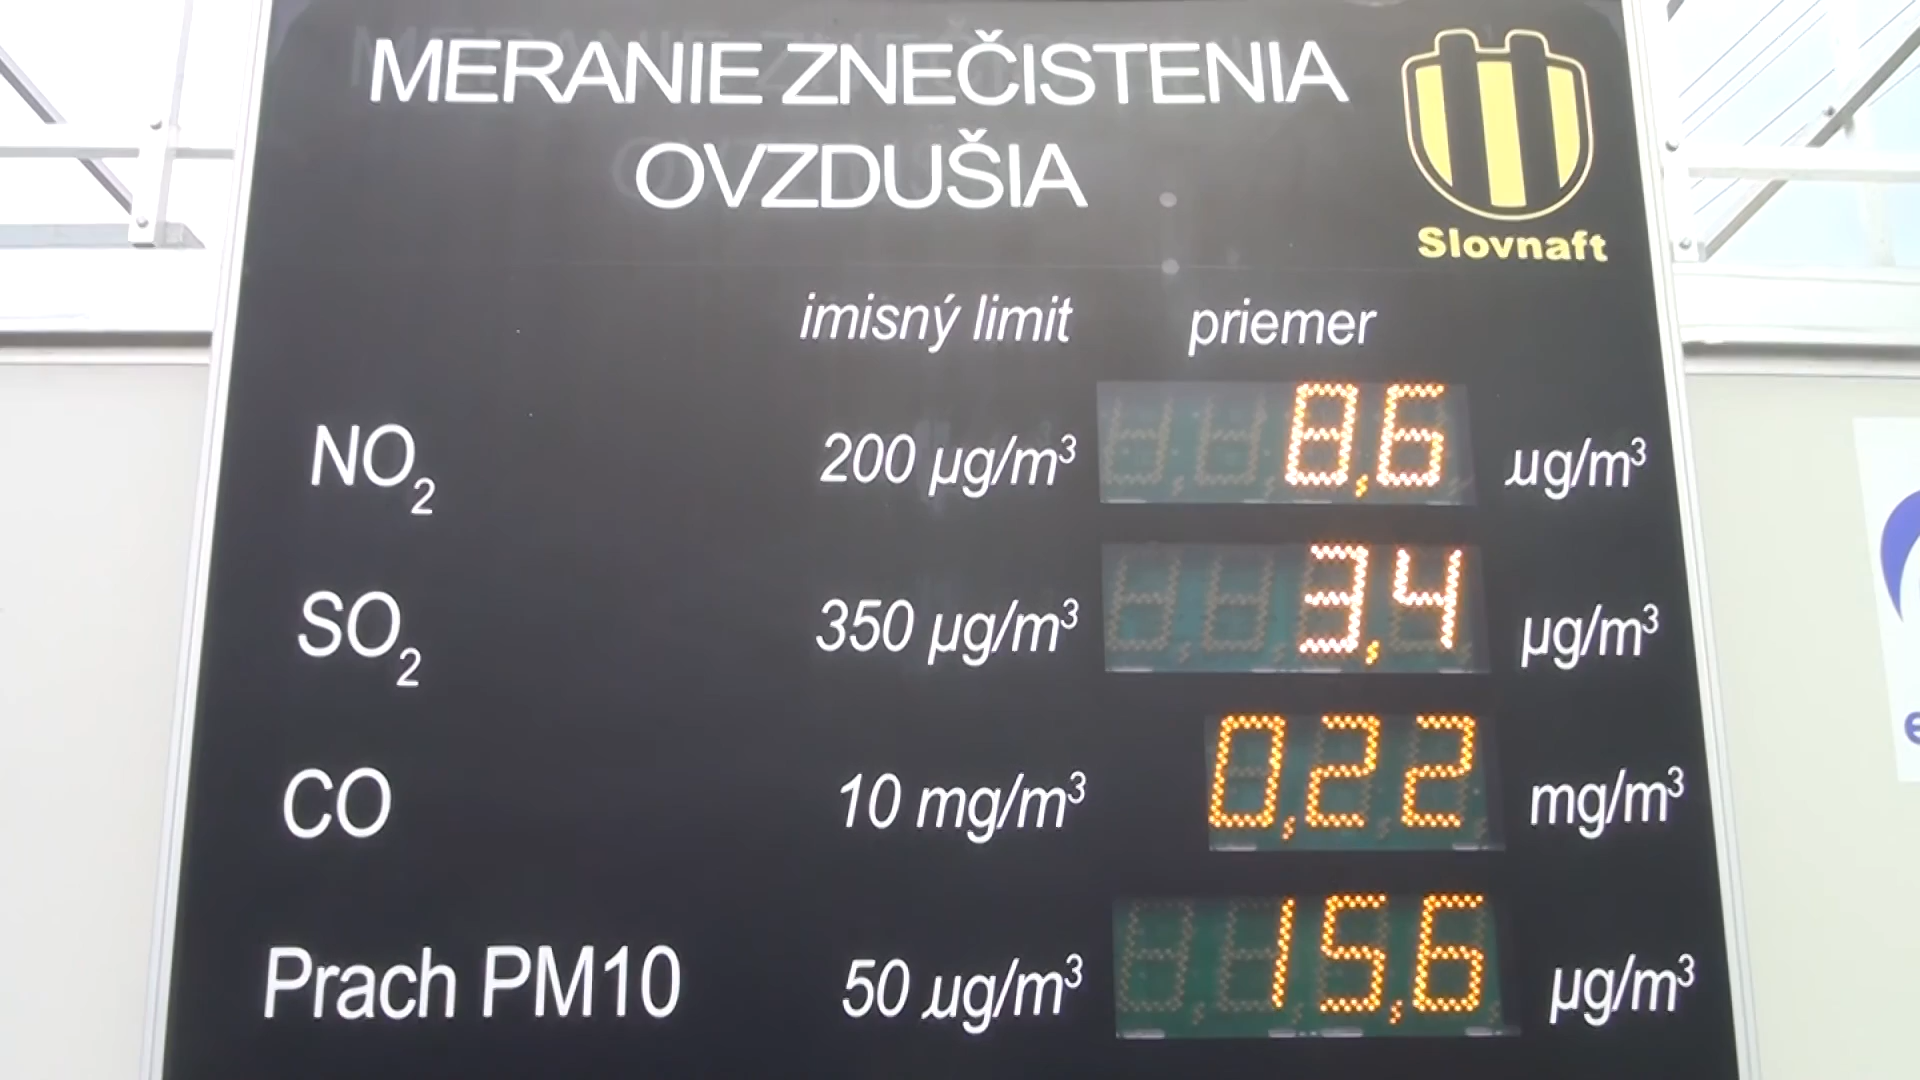 MERANIE ZNEČISTENIA
OVZDUŠIA
Slovnaft
imisný limit priemer
NO₂ 200 µg/m³ 8,6 µg/m³
SO₂ 350 µg/m³ 3,4 µg/m³
CO 10 mg/m³ 0,22 mg/m³
Prach PM10 50 µg/m³ 15,6 µg/m³